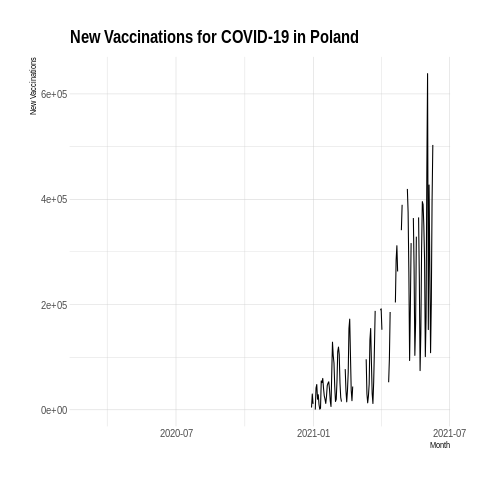 New Vaccinations for COVID-19 in Poland
New Vaccinations
6e+05
4e+05
2e+05
0e+00
2020-07
2021-01
2021-07
Month